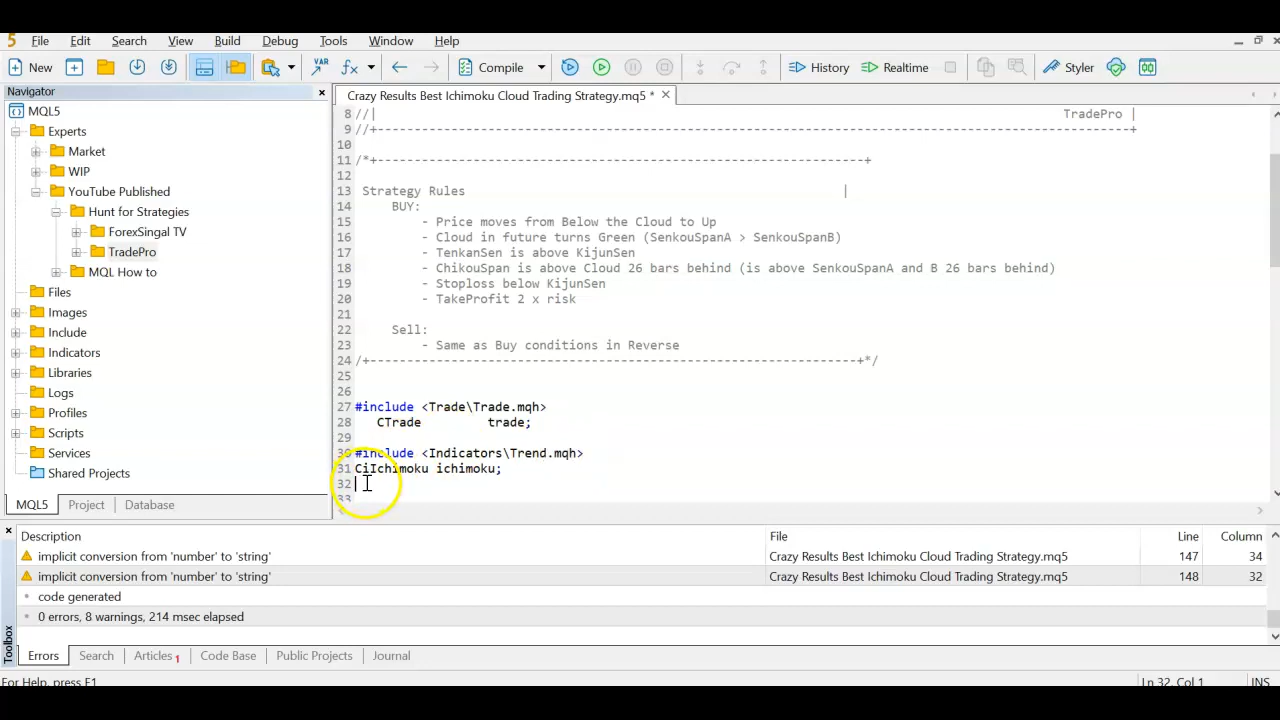 5 File Edit Search View Build Debug Tools Window Help
New VAR fx Compile History Realtime Styler
Navigator
Crazy Results Best Ichimoku Cloud Trading Strategy.mq5 *
MQL5
Experts
Market
WIP
YouTube Published
Hunt for Strategies
ForexSingal TV
TradePro
MQL How to
Files
Images
Include
Indicators
Libraries
Logs
Profiles
Scripts
Services
Shared Projects
MQL5 Project Database
8 //| TradePro |
9 //+------------------------------------------------------------------+
10
11 /*+------------------------------------------------------------------+
12
13 Strategy Rules |
14 BUY:
15 - Price moves from Below the Cloud to Up
16 - Cloud in future turns Green (SenkouSpanA > SenkouSpanB)
17 - TenkanSen is above KijunSen
18 - ChikouSpan is above Cloud 26 bars behind (is above SenkouSpanA and B 26 bars behind)
19 - Stoploss below KijunSen
20 - TakeProfit 2 x risk
21
22 Sell:
23 - Same as Buy conditions in Reverse
24 /+------------------------------------------------------------------+*/
25
26
27 #include <Trade\Trade.mqh>
28 CTrade trade;
29
30 #include <Indicators\Trend.mqh>
31 CiIchimoku ichimoku;
32
33
Description File Line Column
implicit conversion from 'number' to 'string' Crazy Results Best Ichimoku Cloud Trading Strategy.mq5 147 34
implicit conversion from 'number' to 'string' Crazy Results Best Ichimoku Cloud Trading Strategy.mq5 148 32
code generated
0 errors, 8 warnings, 214 msec elapsed
Toolbox
Errors Search Articles 1 Code Base Public Projects Journal
For Help, press F1 Ln 32, Col 1 INS